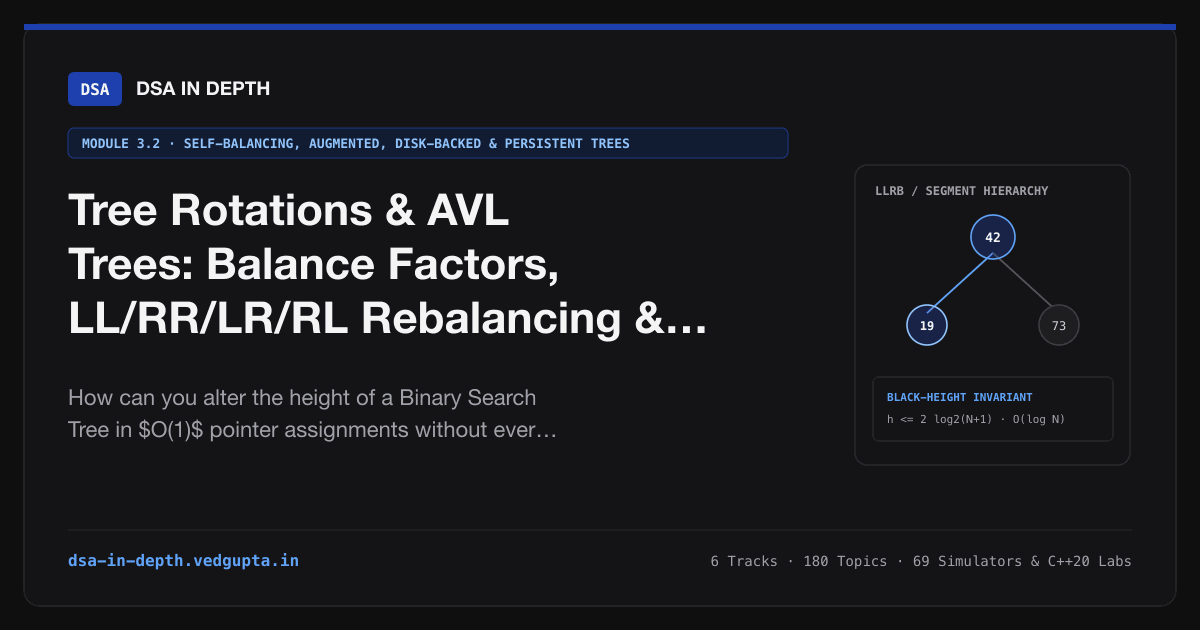 DSA DSA IN DEPTH
MODULE 3.2 · SELF-BALANCING, AUGMENTED, DISK-BACKED & PERSISTENT TREES
Tree Rotations & AVL
Trees: Balance Factors,
LL/RR/LR/RL Rebalancing &…
How can you alter the height of a Binary Search
Tree in $O(1)$ pointer assignments without ever…
LLRB / SEGMENT HIERARCHY
42
19
73
BLACK-HEIGHT INVARIANT
h <= 2 log2(N+1) · O(log N)
dsa-in-depth.vedgupta.in
6 Tracks · 180 Topics · 69 Simulators & C++20 Labs